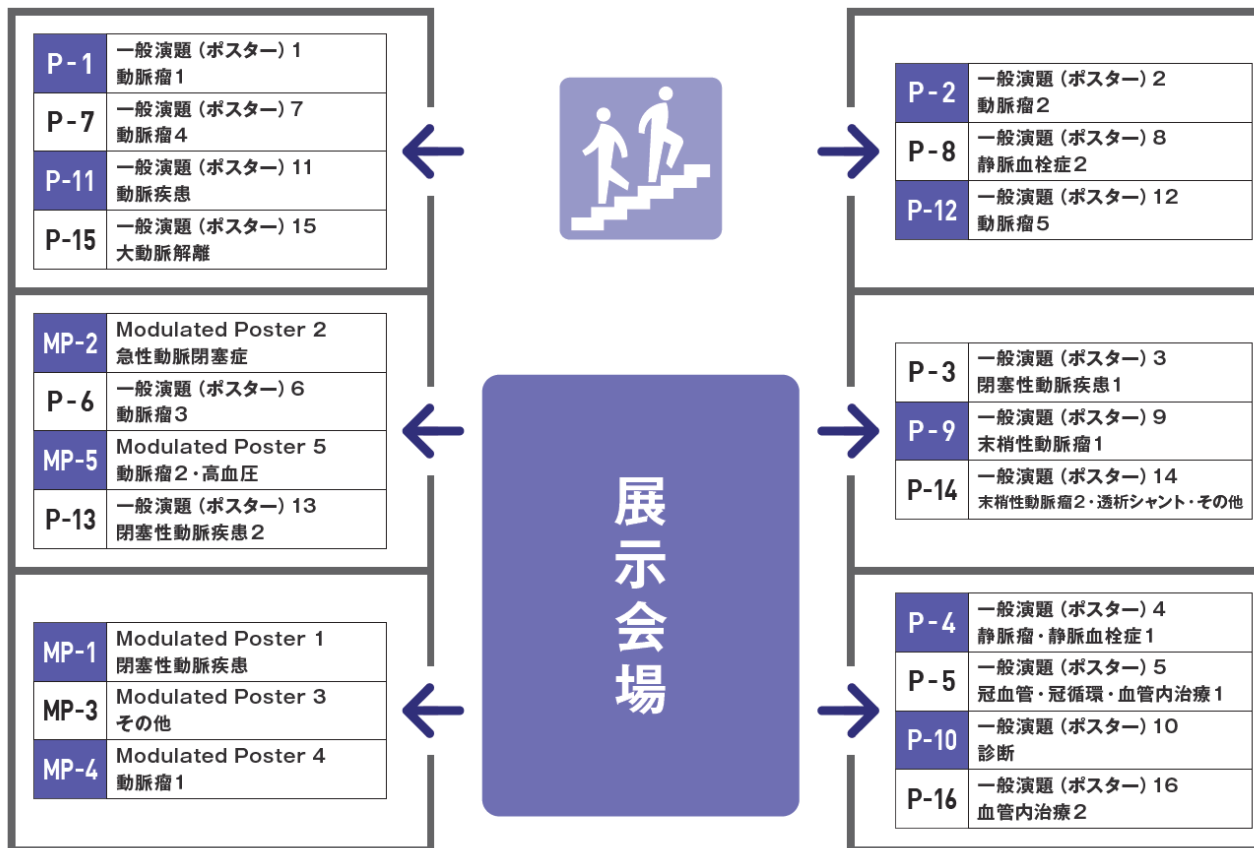 P-1
一般演題（ポスター）1
動脈瘤1
P-7
一般演題（ポスター）7
動脈瘤4
P-11
一般演題（ポスター）11
動脈疾患
P-15
一般演題（ポスター）15
大動脈解離
MP-2
Modulated Poster 2
急性動脈閉塞症
P-6
一般演題（ポスター）6
動脈瘤3
MP-5
Modulated Poster 5
動脈瘤2・高血圧
P-13
一般演題（ポスター）13
閉塞性動脈疾患2
MP-1
Modulated Poster 1
閉塞性動脈疾患
MP-3
Modulated Poster 3
その他
MP-4
Modulated Poster 4
動脈瘤1
展示会場
P-2
一般演題（ポスター）2
動脈瘤2
P-8
一般演題（ポスター）8
静脈血栓症2
P-12
一般演題（ポスター）12
動脈瘤5
P-3
一般演題（ポスター）3
閉塞性動脈疾患1
P-9
一般演題（ポスター）9
末梢性動脈瘤1
P-14
一般演題（ポスター）14
末梢性動脈瘤2・透析シャント・その他
P-4
一般演題（ポスター）4
静脈瘤・静脈血栓症1
P-5
一般演題（ポスター）5
冠血管・冠循環・血管内治療1
P-10
一般演題（ポスター）10
診断
P-16
一般演題（ポスター）16
血管内治療2